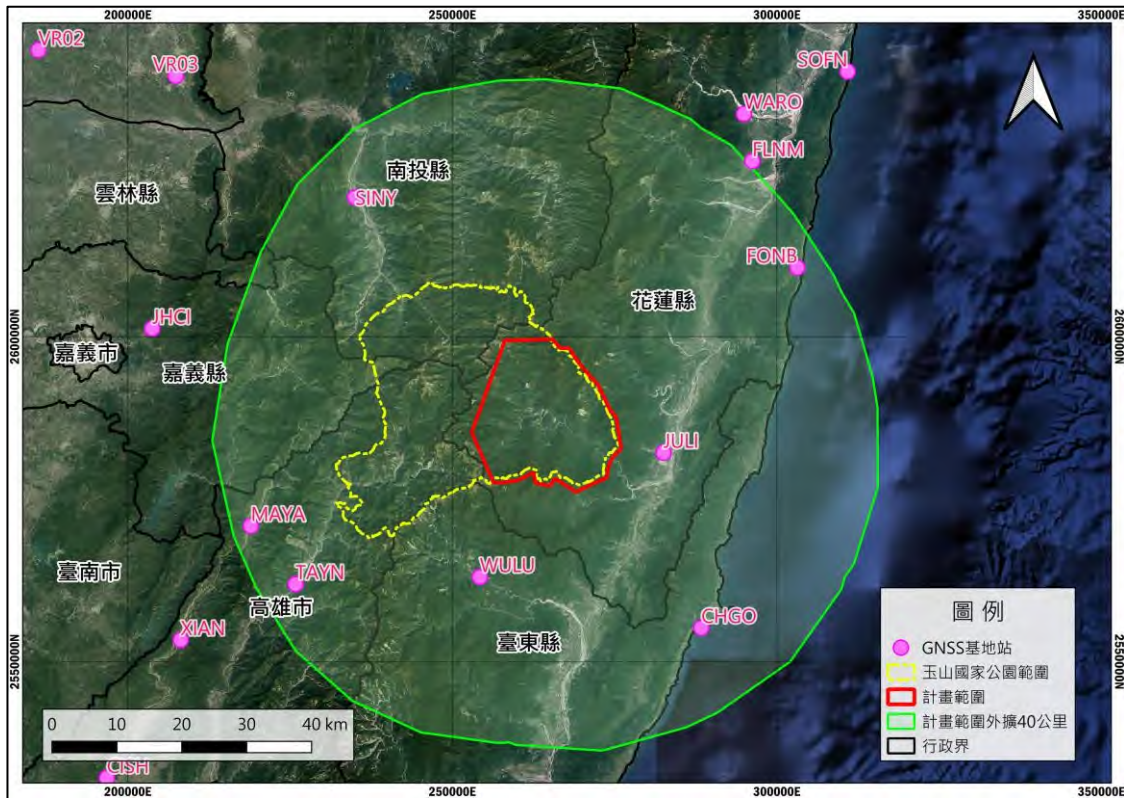 200000E
250000E
300000E
350000E
VR02
VR03
SOFN
WARO
FLNM
南投縣
雲林縣
SINY
FONB
花蓮縣
JHCI
2600000N
2600000N
嘉義市
嘉義縣
JULI
MAYA
WULU
TAYN
臺南市
高雄市
CHGO
XIAN
臺東縣
2550000N
2550000N
圖例
GNSS基地站
玉山國家公園範圍
計畫範圍
計畫範圍外擴40公里
行政界
0 10 20 30 40 km
CISH
200000E
250000E
300000E
350000E